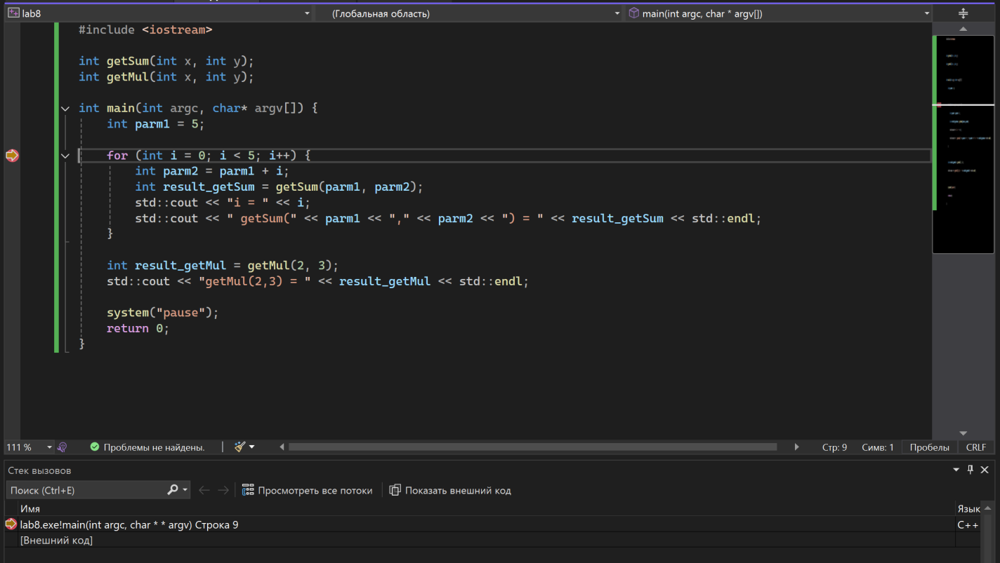 lab8 (Глобальная область) main(int argc, char * argv[])
#include <iostream>
int getSum(int x, int y);
int getMul(int x, int y);
int main(int argc, char* argv[]) {
int parm1 = 5;
for (int i = 0; i < 5; i++) {
int parm2 = parm1 + i;
int result_getSum = getSum(parm1, parm2);
std::cout << "i = " << i;
std::cout << " getSum(" << parm1 << "," << parm2 << ") = " << result_getSum << std::endl;
}
int result_getMul = getMul(2, 3);
std::cout << "getMul(2,3) = " << result_getMul << std::endl;
system("pause");
return 0;
}
111 % Проблемы не найдены. Стр: 9 Симв: 1 Пробелы CRLF
Стек вызовов
Поиск (Ctrl+E) Просмотреть все потоки Показать внешний код
Имя Язык
lab8.exe!main(int argc, char * * argv) Строка 9 C++
[Внешний код]